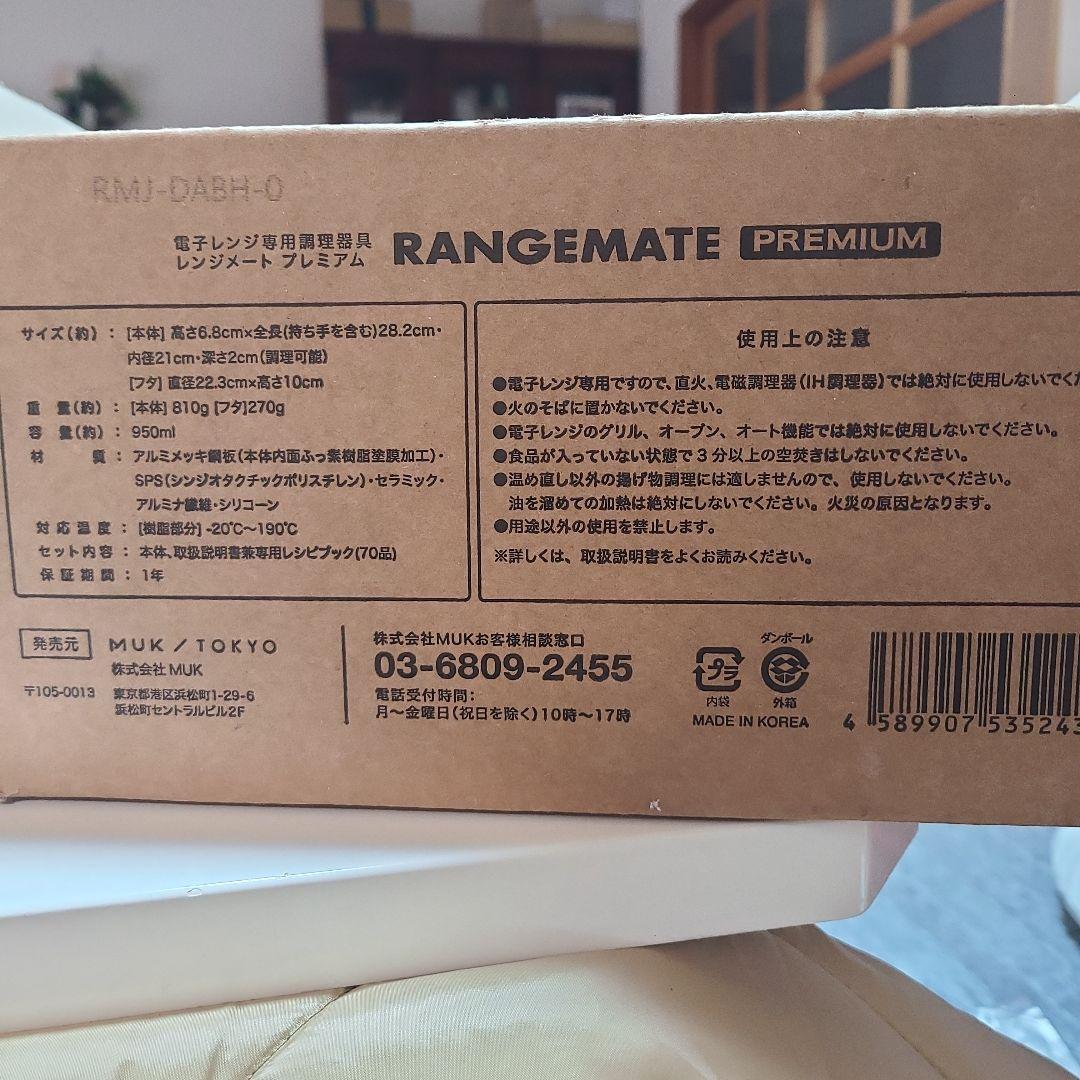 RMJ-DABH-0
電子レンジ専用調理器具
レンジメート プレミアム
RANGEMATE PREMIUM
サイズ(約): [本体] 高さ6.8cm×全長(持ち手を含む)28.2cm・
内径21cm・深さ2cm(調理可能)
[フタ] 直径22.3cm×高さ10cm
重量(約): [本体] 810g [フタ]270g
容量(約): 950ml
材質: アルミメッキ鋼板(本体内面ふっ素樹脂塗膜加工)・
SPS(シンジオタクチックポリスチレン)・セラミック・
アルミナ繊維・シリコーン
対応温度: [樹脂部分] -20℃～190℃
セット内容: 本体、取扱説明書兼専用レシピブック(70品)
保証期間: 1年
使用上の注意
●電子レンジ専用ですので、直火、電磁調理器(IH調理器)では絶対に使用しないでくだ
●火のそばに置かないでください。
●電子レンジのグリル、オーブン、オート機能では絶対に使用しないでください。
●食品が入っていない状態で3分以上の空焚きはしないでください。
●温め直し以外の揚げ物調理には適しませんので、使用しないでください。
油を溜めての加熱は絶対にしないでください。火災の原因となります。
●用途以外の使用を禁止します。
※詳しくは、取扱説明書をよくお読みください。
発売元 MUK/TOKYO
株式会社MUK
〒105-0013 東京都港区浜松町1-29-6
浜松町セントラルビル2F
株式会社MUKお客様相談窓口
03-6809-2455
電話受付時間:
月～金曜日(祝日を除く)10時～17時
プラ
内袋
ダンボール
外箱
MADE IN KOREA
4 589907 535243